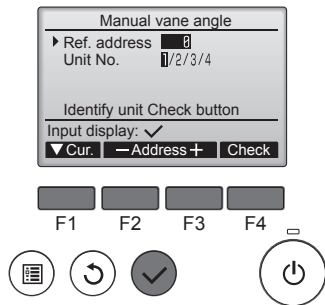 Manual vane angle
Ref. address 0
Unit No. 1/2/3/4
Identify unit Check button
Input display: ✓
▼Cur. －Address＋ Check
F1 F2 F3 F4